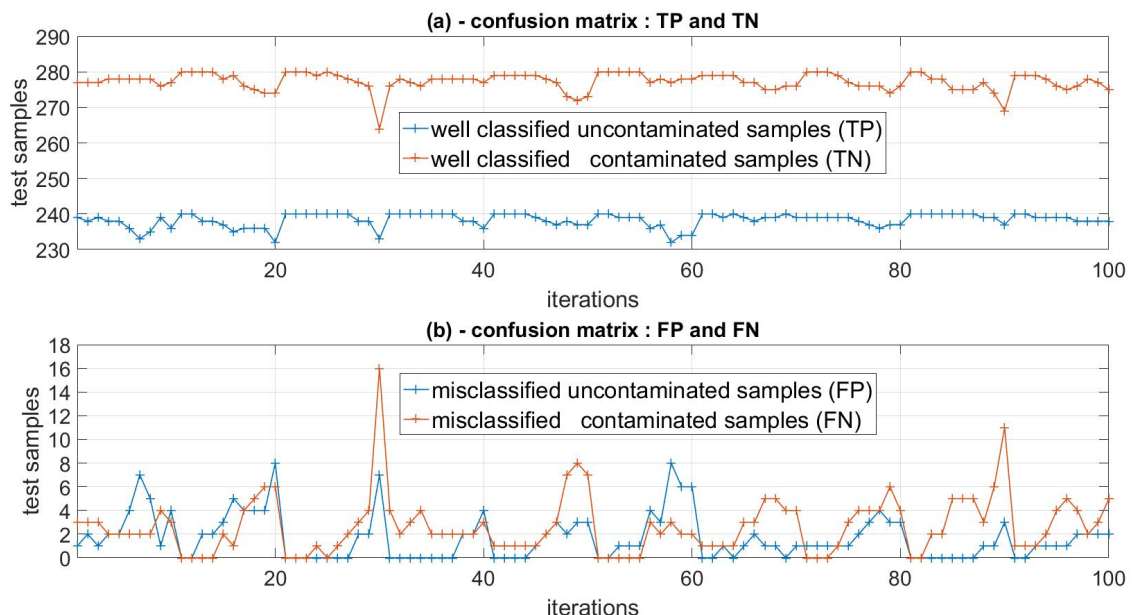 (a) - confusion matrix : TP and TN
290
280
270
260
250
240
230
test samples
well classified uncontaminated samples (TP)
well classified contaminated samples (TN)
20 40 60 80 100
iterations
(b) - confusion matrix : FP and FN
18
16
14
12
10
8
6
4
2
0
test samples
misclassified uncontaminated samples (FP)
misclassified contaminated samples (FN)
20 40 60 80 100
iterations